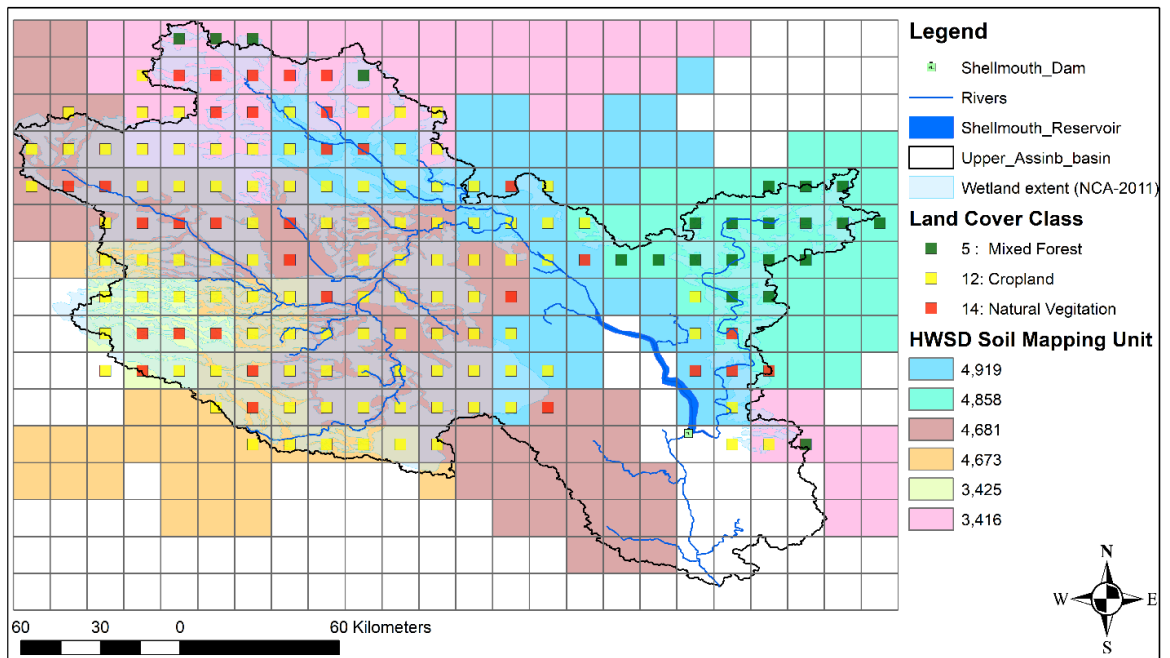 Legend
Shellmouth_Dam
Rivers
Shellmouth_Reservoir
Upper_Assinb_basin
Wetland extent (NCA-2011)
Land Cover Class
5 : Mixed Forest
12: Cropland
14: Natural Vegitation
HWSD Soil Mapping Unit
4,919
4,858
4,681
4,673
3,425
3,416
N
W E
S
60 30 0 60 Kilometers